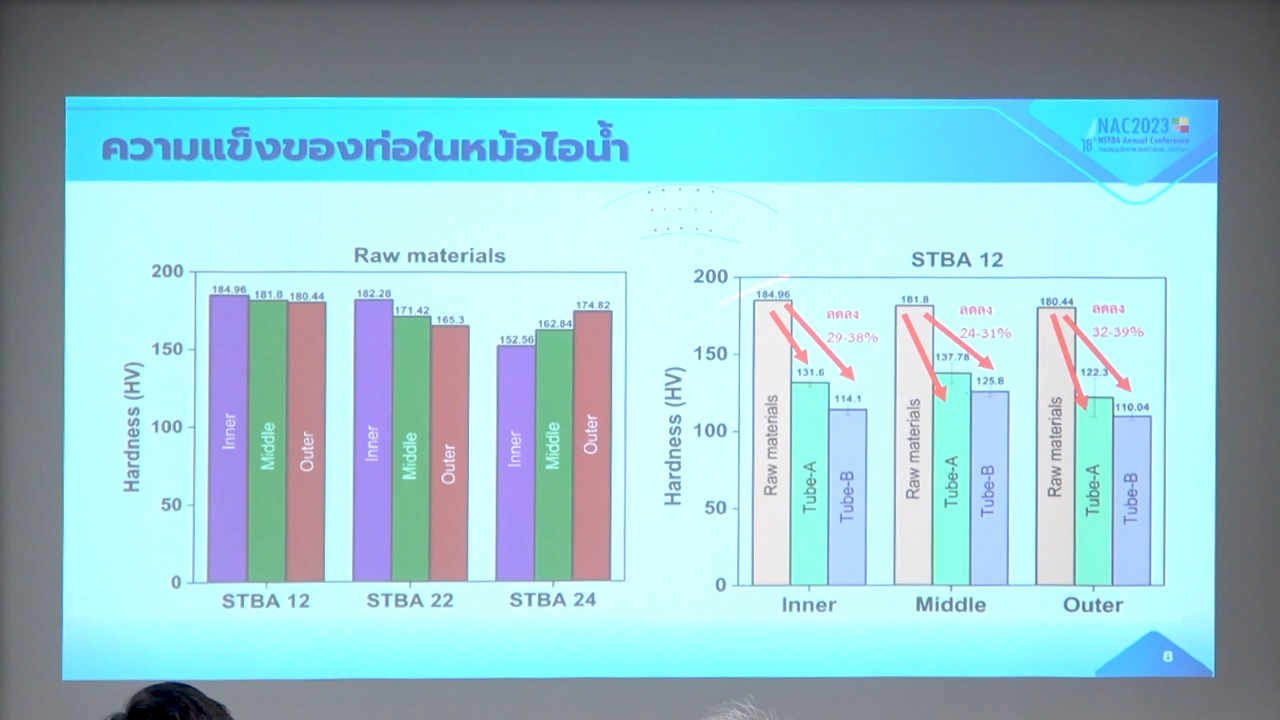 ความแข็งของท่อในหม้อไอน้ำ
NAC2023
18th NSTDA Annual Conference
Raw materials
Hardness (HV)
200
150
100
50
0
184.96
181.8
180.44
182.28
171.42
165.3
152.56
162.84
174.82
Inner
Middle
Outer
Inner
Middle
Outer
Inner
Middle
Outer
STBA 12
STBA 22
STBA 24
STBA 12
Hardness (HV)
200
150
100
50
0
184.96
131.6
114.1
ลดลง
29-38%
181.8
137.78
125.8
ลดลง
24-31%
180.44
122.3
110.04
ลดลง
32-39%
Raw materials
Tube-A
Tube-B
Raw materials
Tube-A
Tube-B
Raw materials
Tube-A
Tube-B
Inner
Middle
Outer
8